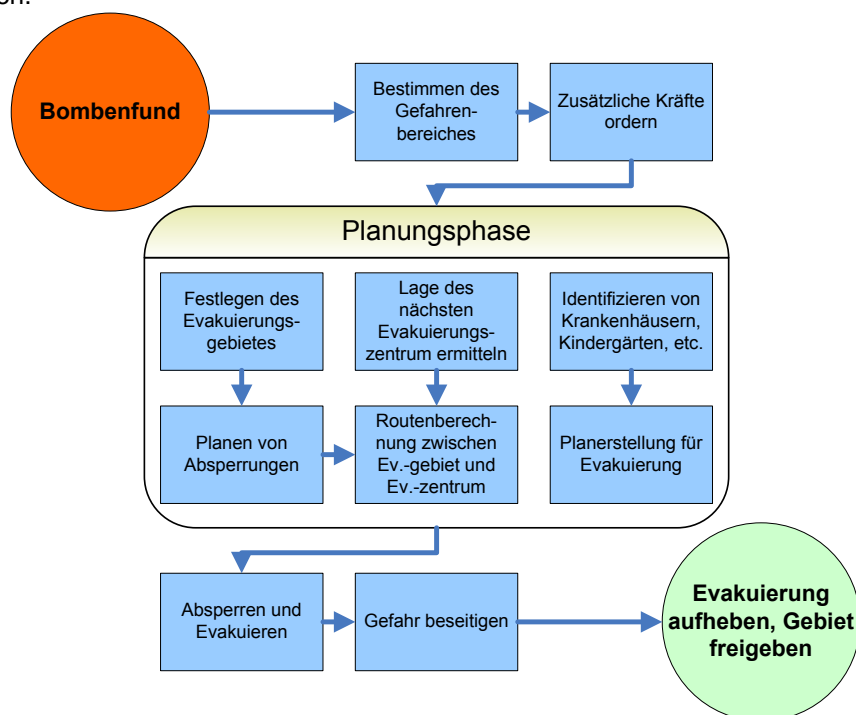 Bombenfund
Bestimmen des
Gefahren-
bereiches
Zusätzliche Kräfte
ordern
Planungsphase
Festlegen des
Evakuierungs-
gebietes
Lage des
nächsten
Evakuierungs-
zentrum ermitteln
Identifizieren von
Krankenhäusern,
Kindergärten, etc.
Planen von
Absperrungen
Routenberech-
nung zwischen
Ev.-gebiet und
Ev.-zentrum
Planerstellung für
Evakuierung
Absperren und
Evakuieren
Gefahr beseitigen
Evakuierung
aufheben, Gebiet
freigeben